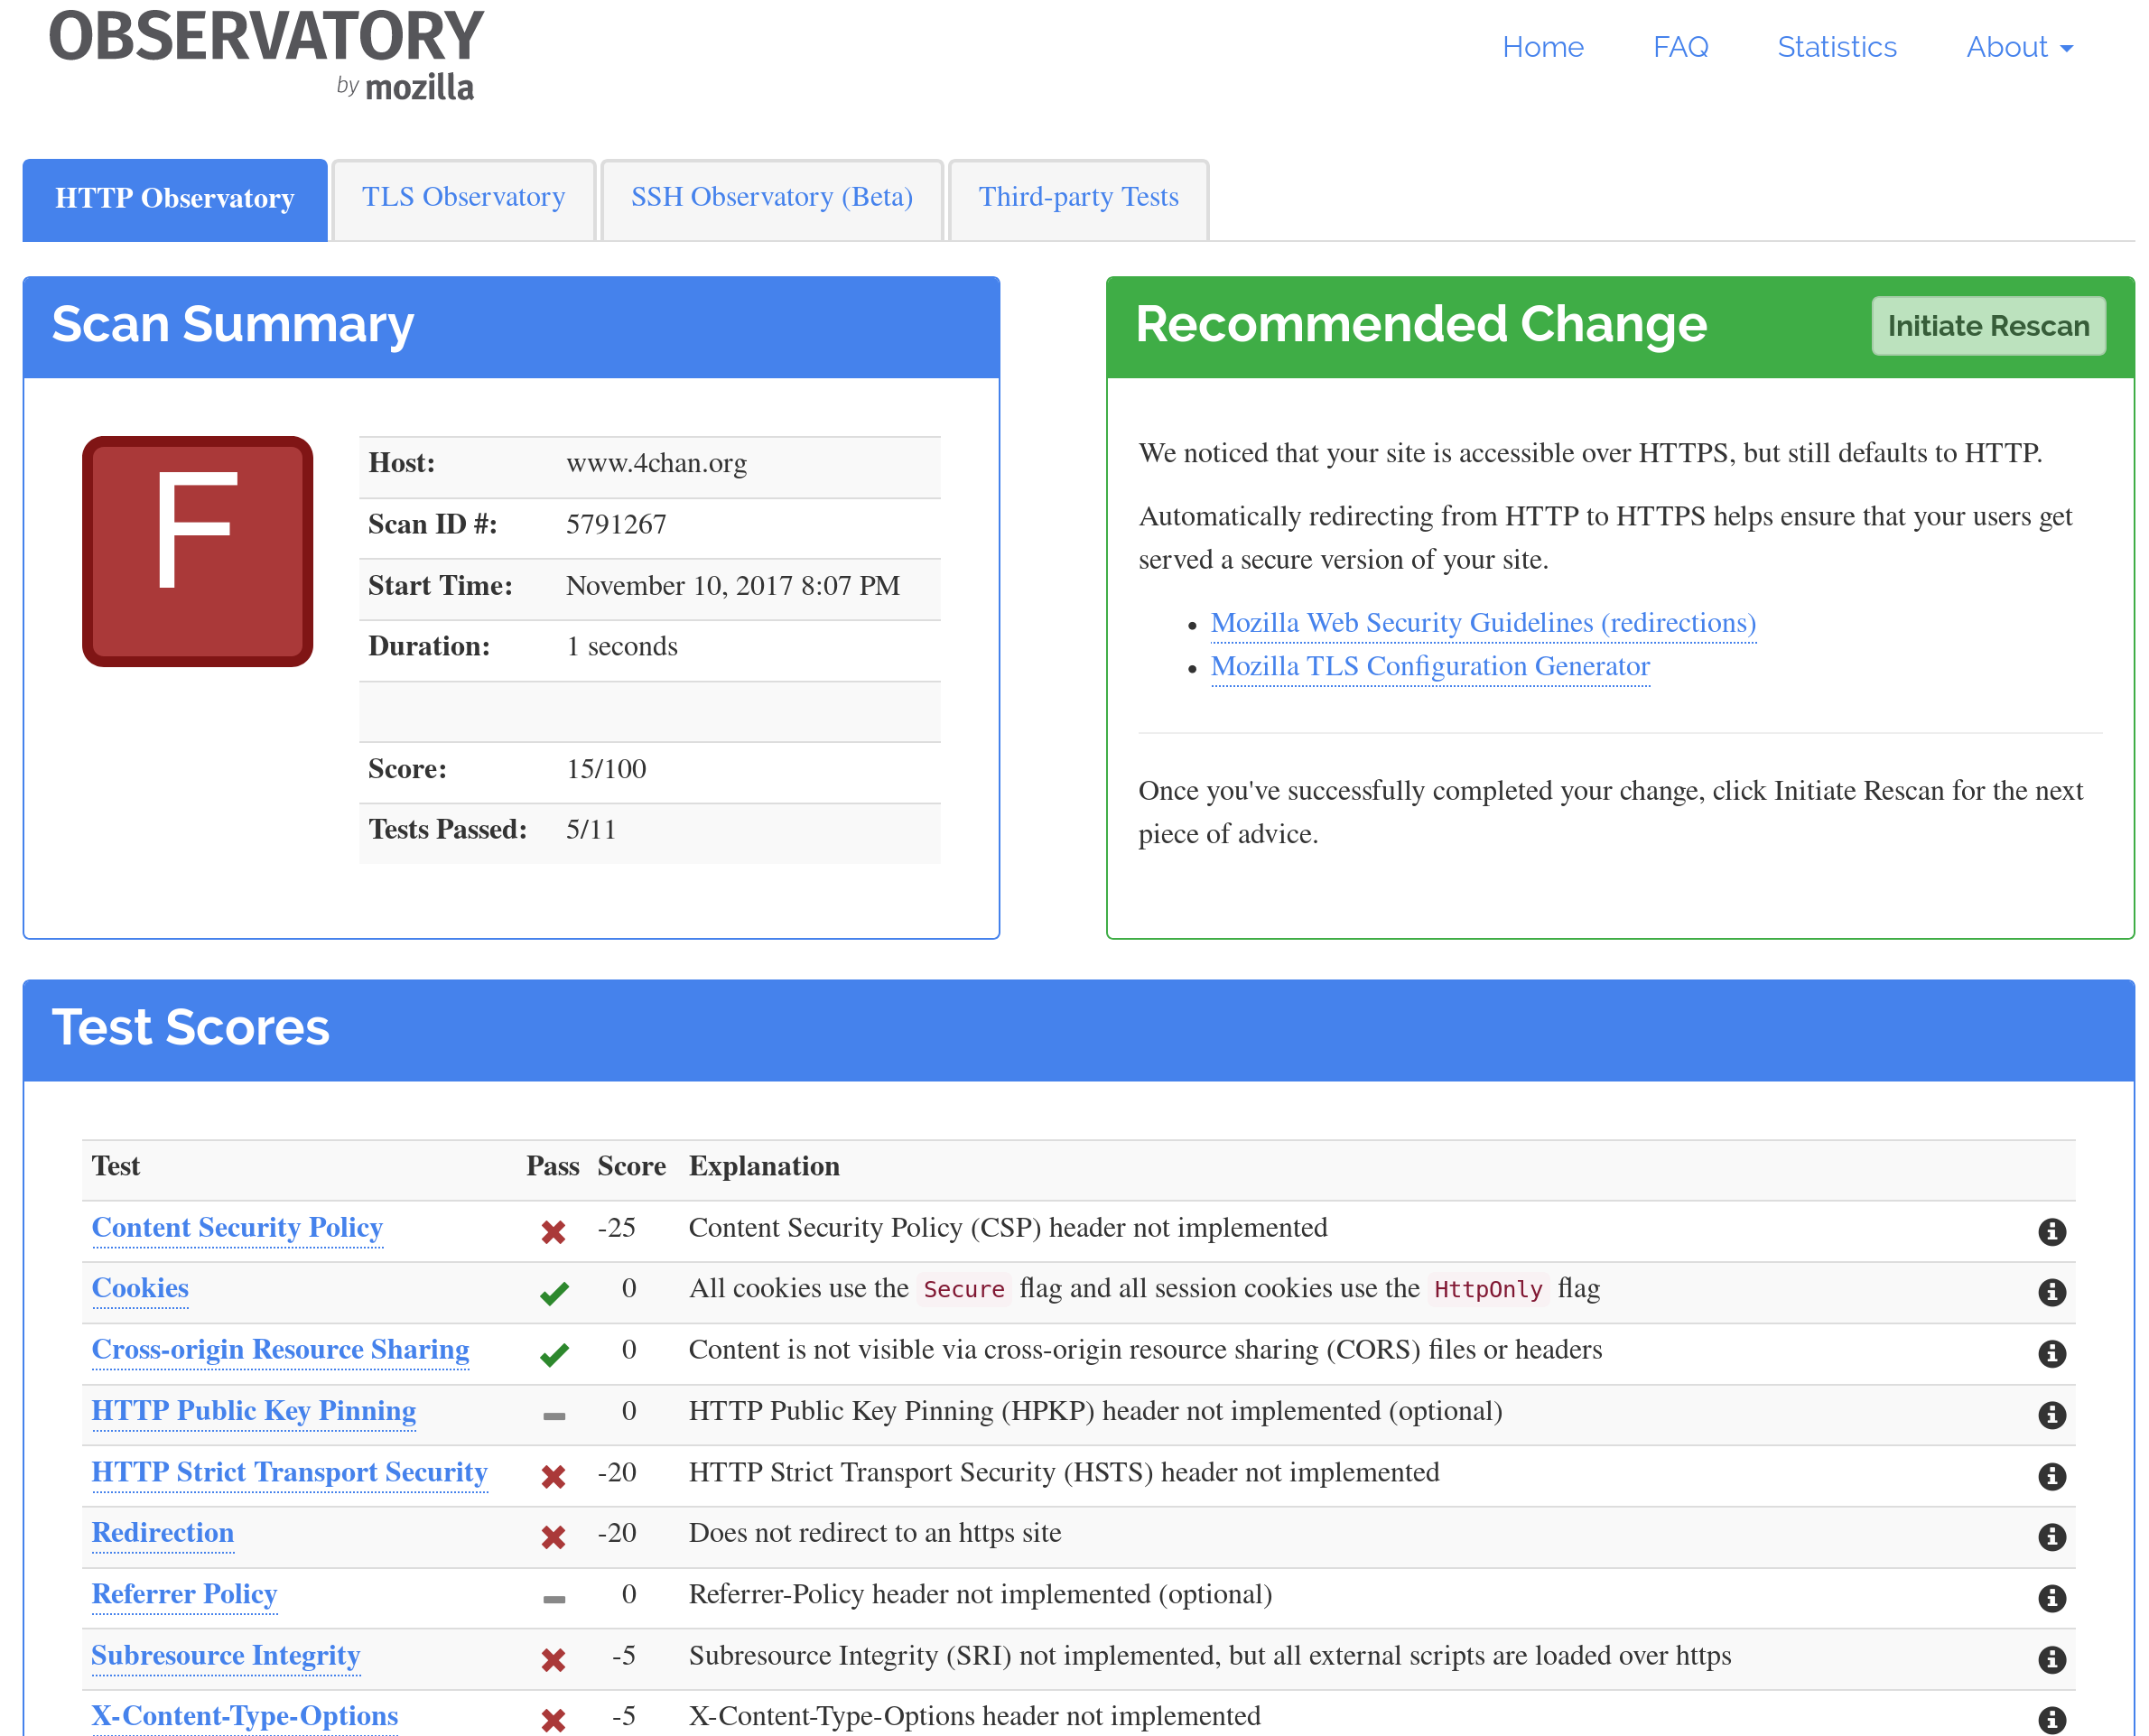 OBSERVATORY
by mozilla
Home FAQ Statistics About
HTTP Observatory TLS Observatory SSH Observatory (Beta) Third-party Tests
Scan Summary
F
Host: www.4chan.org
Scan ID #: 5791267
Start Time: November 10, 2017 8:07 PM
Duration: 1 seconds
Score: 15/100
Tests Passed: 5/11
Recommended Change Initiate Rescan
We noticed that your site is accessible over HTTPS, but still defaults to HTTP.
Automatically redirecting from HTTP to HTTPS helps ensure that your users get
served a secure version of your site.
• Mozilla Web Security Guidelines (redirections)
• Mozilla TLS Configuration Generator
Once you've successfully completed your change, click Initiate Rescan for the next
piece of advice.
Test Scores
Test Pass Score Explanation
Content Security Policy -25 Content Security Policy (CSP) header not implemented
Cookies 0 All cookies use the Secure flag and all session cookies use the HttpOnly flag
Cross-origin Resource Sharing 0 Content is not visible via cross-origin resource sharing (CORS) files or headers
HTTP Public Key Pinning 0 HTTP Public Key Pinning (HPKP) header not implemented (optional)
HTTP Strict Transport Security -20 HTTP Strict Transport Security (HSTS) header not implemented
Redirection -20 Does not redirect to an https site
Referrer Policy 0 Referrer-Policy header not implemented (optional)
Subresource Integrity -5 Subresource Integrity (SRI) not implemented, but all external scripts are loaded over https
X-Content-Type-Options -5 X-Content-Type-Options header not implemented